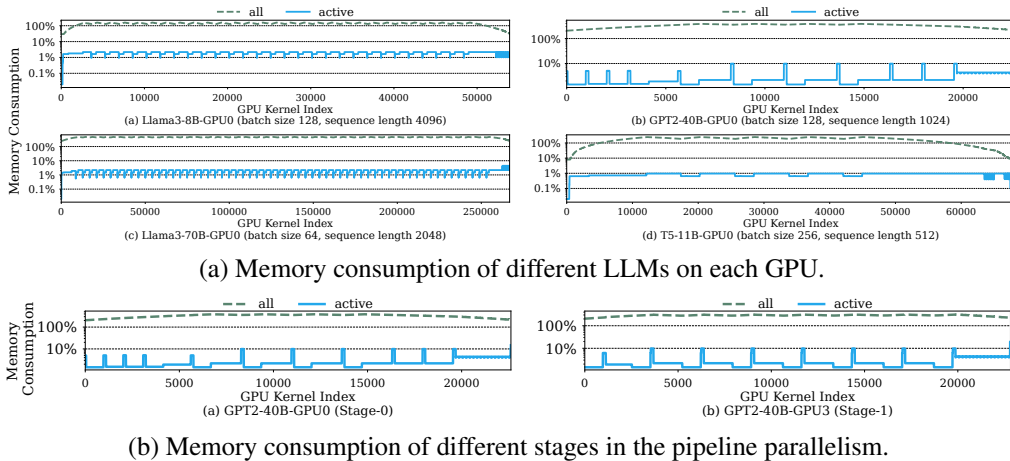 all active
all active
Memory Consumption
100%
10%
1%
0.1%
0 10000 20000 30000 40000 50000
GPU Kernel Index
(a) Llama3-8B-GPU0 (batch size 128, sequence length 4096)
100%
10%
0 5000 10000 15000 20000
GPU Kernel Index
(b) GPT2-40B-GPU0 (batch size 128, sequence length 1024)
100%
10%
1%
0.1%
0 50000 100000 150000 200000 250000
GPU Kernel Index
(c) Llama3-70B-GPU0 (batch size 64, sequence length 2048)
100%
10%
1%
0.1%
0 10000 20000 30000 40000 50000 60000
GPU Kernel Index
(d) T5-11B-GPU0 (batch size 256, sequence length 512)
(a) Memory consumption of different LLMs on each GPU.
all active
all active
Memory
Consumption
100%
10%
0 5000 10000 15000 20000
GPU Kernel Index
(a) GPT2-40B-GPU0 (Stage-0)
100%
10%
0 5000 10000 15000 20000
GPU Kernel Index
(b) GPT2-40B-GPU3 (Stage-1)
(b) Memory consumption of different stages in the pipeline parallelism.